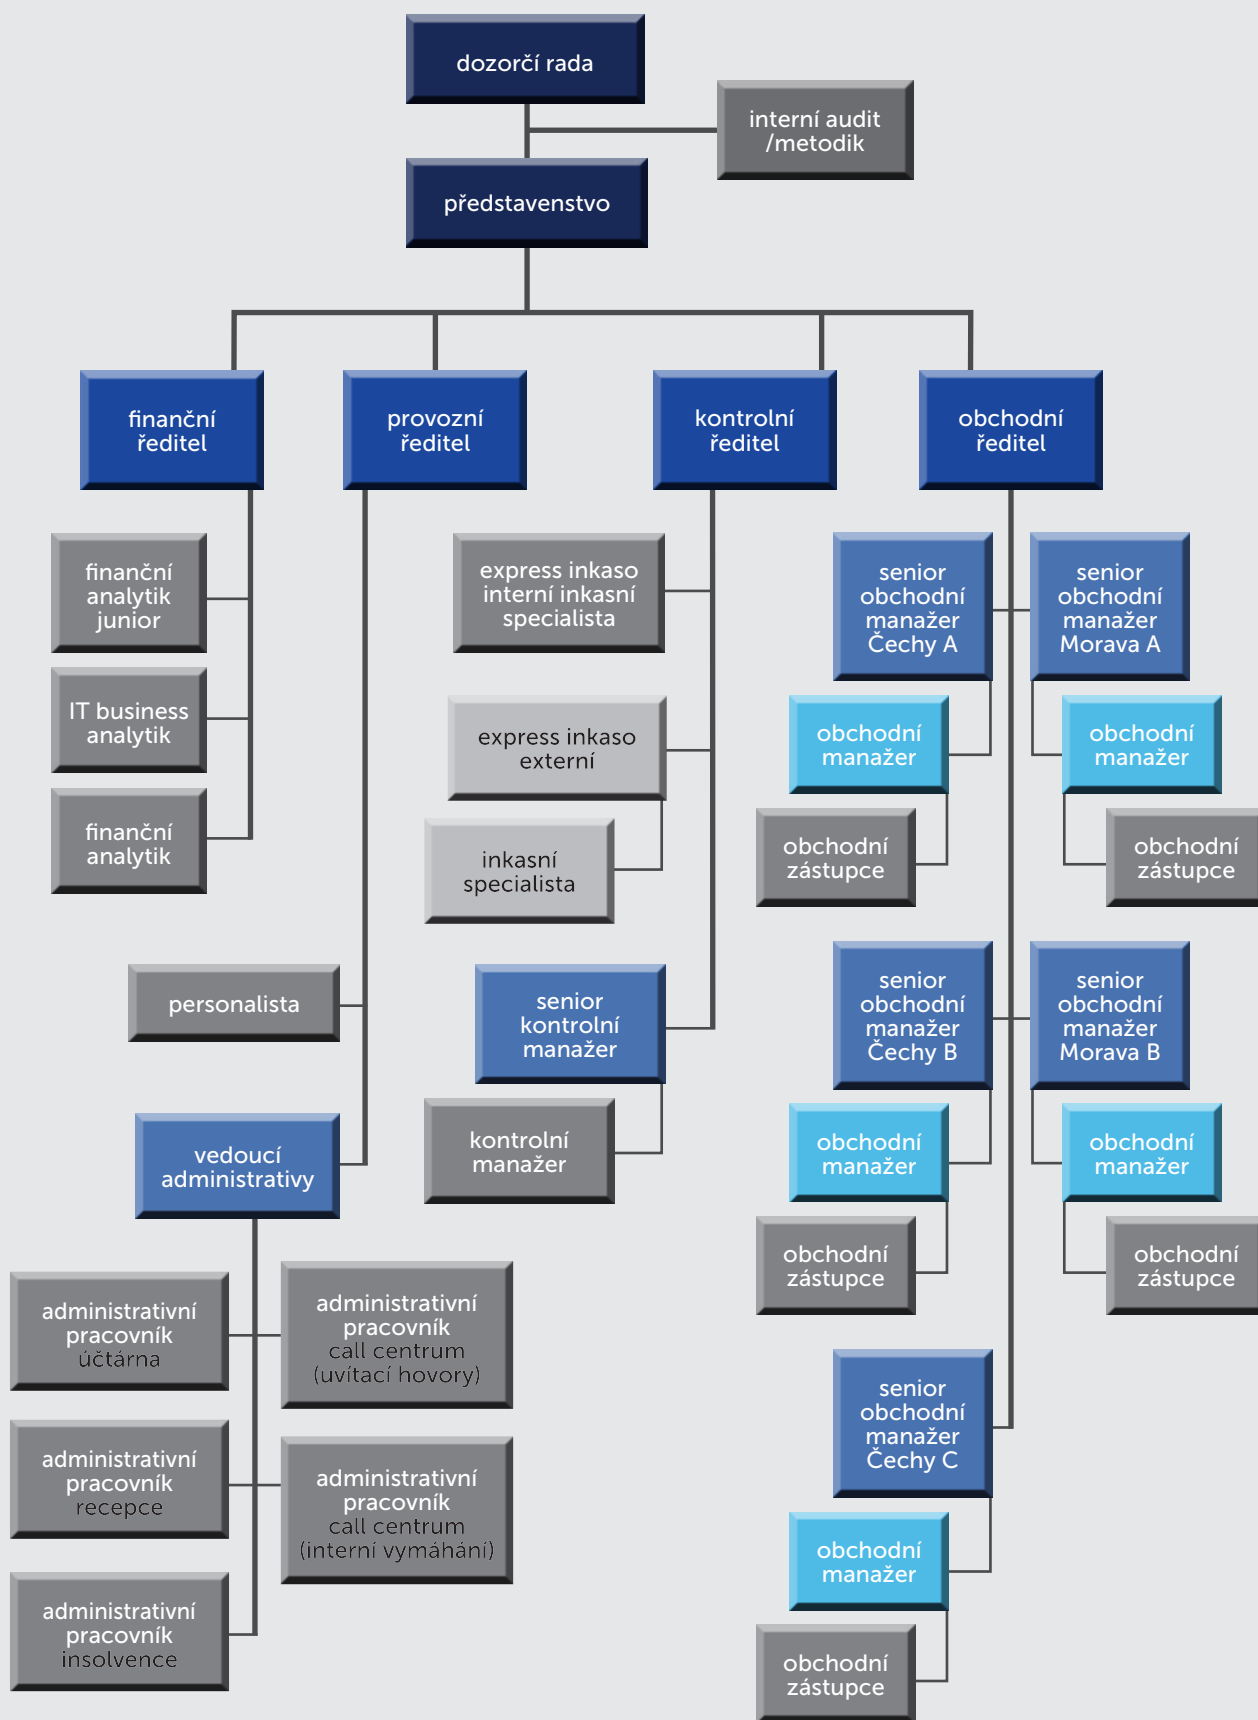 dozorčí rada
interní audit
/metodik
představenstvo
finanční
ředitel
provozní
ředitel
kontrolní
ředitel
obchodní
ředitel
finanční
analytik
junior
IT business
analytik
finanční
analytik
personalista
vedoucí
administrativy
administrativní
pracovník
účtárna
administrativní
pracovník
call centrum
(uvítací hovory)
administrativní
pracovník
recepce
administrativní
pracovník
call centrum
(interní vymáhání)
administrativní
pracovník
insolvence
express inkaso
interní inkasní
specialista
express inkaso
externí
inkasní
specialista
senior
kontrolní
manažer
kontrolní
manažer
senior
obchodní
manažer
Čechy A
senior
obchodní
manažer
Morava A
obchodní
manažer
obchodní
manažer
obchodní
zástupce
obchodní
zástupce
senior
obchodní
manažer
Čechy B
senior
obchodní
manažer
Morava B
obchodní
manažer
obchodní
manažer
obchodní
zástupce
obchodní
zástupce
senior
obchodní
manažer
Čechy C
obchodní
manažer
obchodní
zástupce